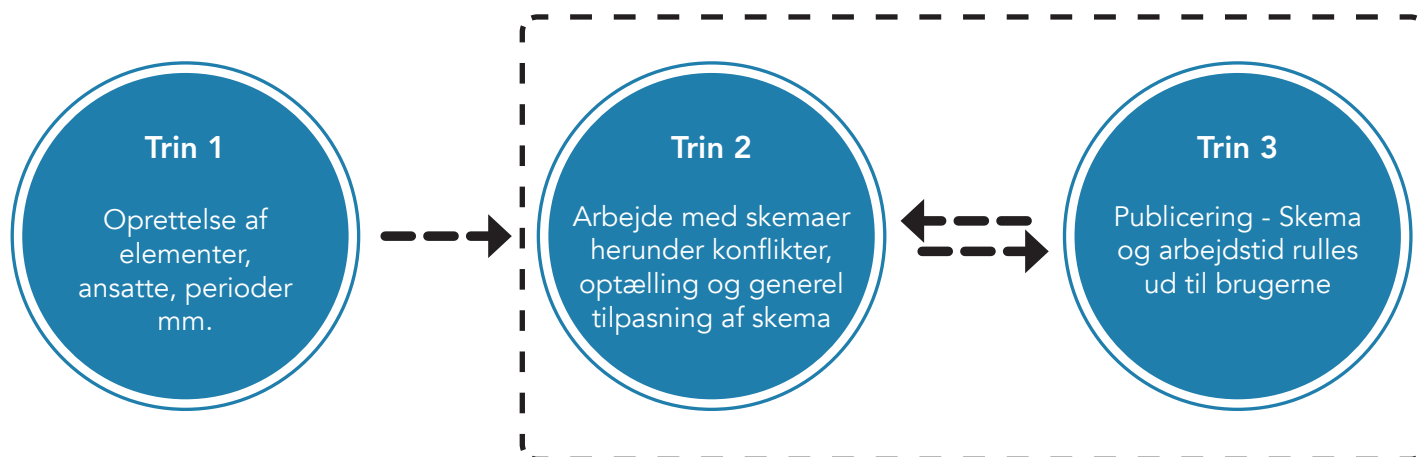 Trin 1
Oprettelse af
elementer,
ansatte, perioder
mm.
Trin 2
Arbejde med skemaer
herunder konflikter,
optælling og generel
tilpasning af skema
Trin 3
Publicering - Skema
og arbejdstid rulles
ud til brugerne